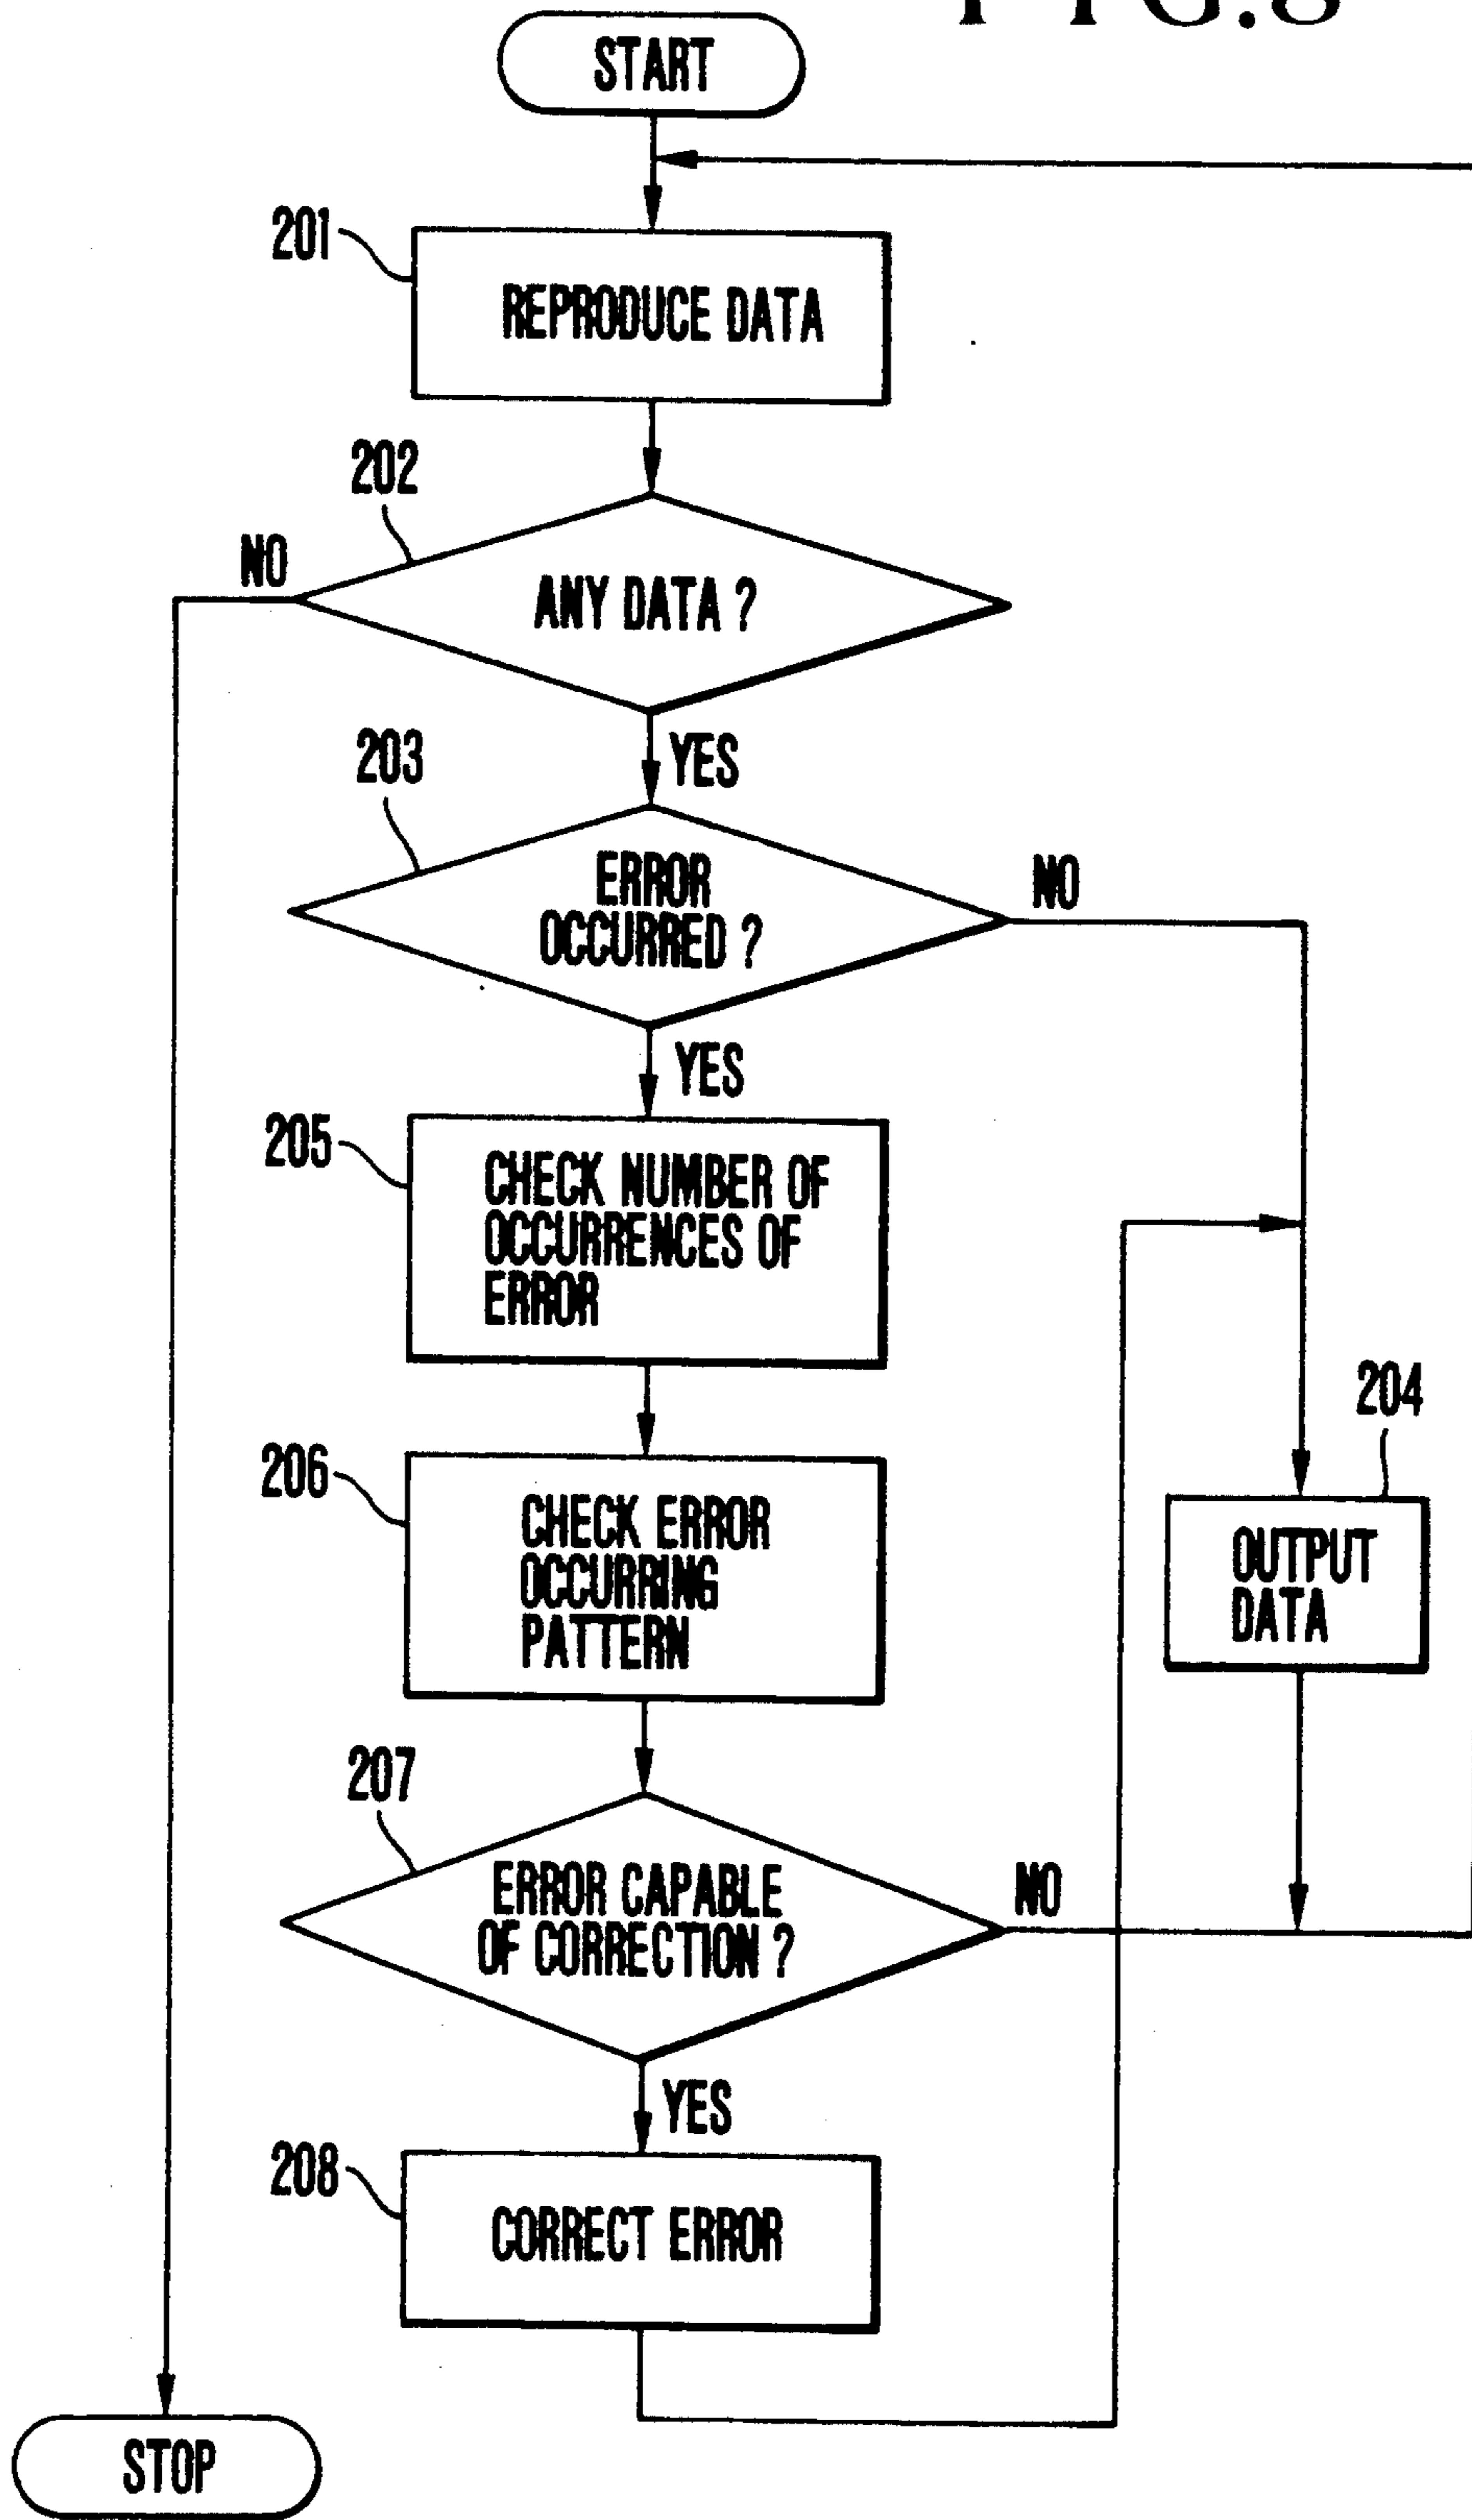 FIG.8
START
201
REPRODUCE DATA
202
NO
ANY DATA ?
YES
203
ERROR
OCCURRED ?
NO
YES
205
CHECK NUMBER OF
OCCURRENCES OF
ERROR
204
206
CHECK ERROR
OCCURRING
PATTERN
OUTPUT
DATA
207
ERROR CAPABLE
OF CORRECTION ?
NO
YES
208
CORRECT ERROR
STOP